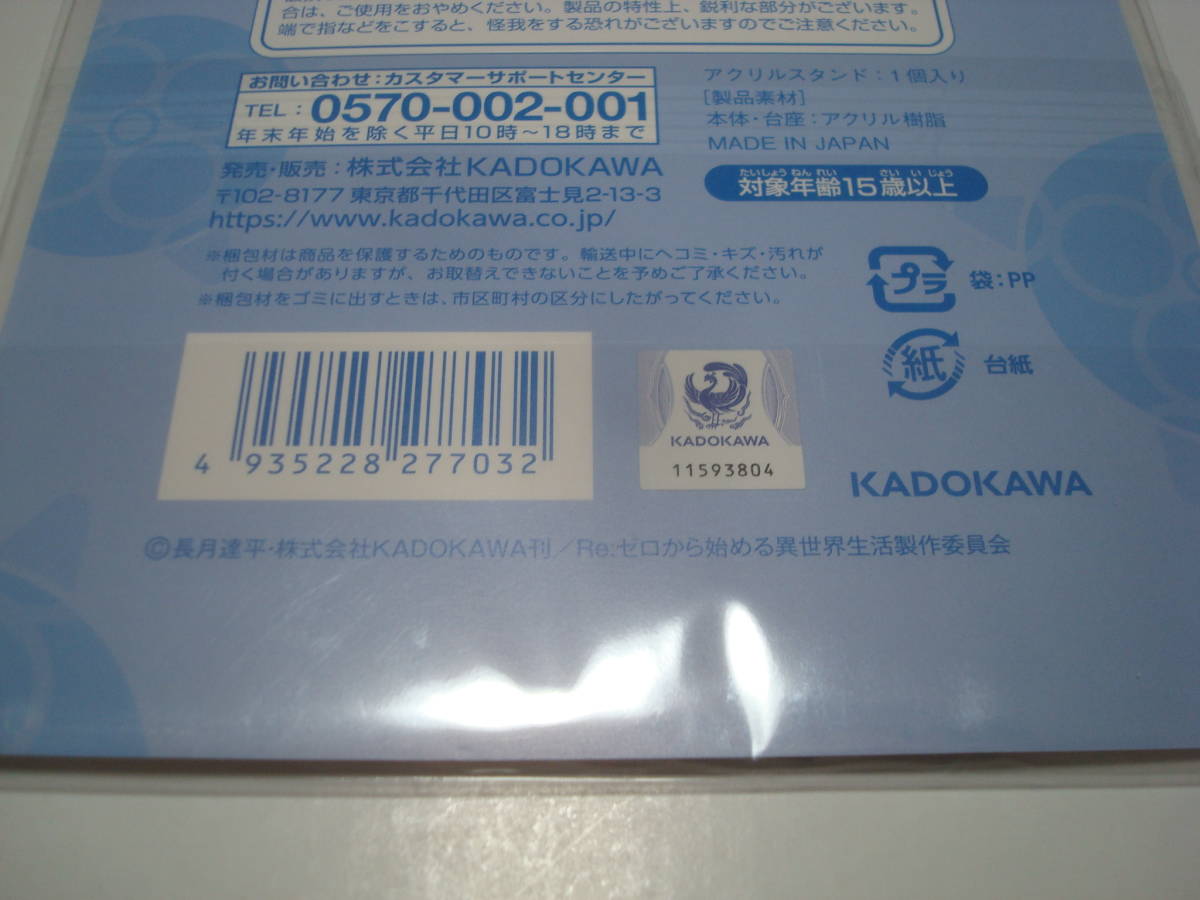 合は、ご使用をおやめください。製品の特性上、鋭利な部分がございます。
端で指などをこすると、怪我をする恐れがございますのでご注意ください。
お問い合わせ:カスタマーサポートセンター
TEL: 0570-002-001
年末年始を除く平日10時～18時まで
発売・販売:株式会社KADOKAWA
〒102-8177 東京都千代田区富士見2-13-3
https://www.kadokawa.co.jp/
アクリルスタンド:1個入り
[製品素材]
本体・台座:アクリル樹脂
MADE IN JAPAN
たいしょうねんれい さいいじょう
対象年齢15歳以上
※梱包材は商品を保護するためのものです。輸送中にヘコミ・キズ・汚れが
付く場合がありますが、お取替えできないことを予めご了承ください。
※梱包材をゴミに出すときは、市区町村の区分にしたがってください。
プラ 袋:PP
紙 台紙
4 935228 277032
KADOKAWA
11593804
KADOKAWA
©長月達平・株式会社KADOKAWA刊／Re:ゼロから始める異世界生活製作委員会